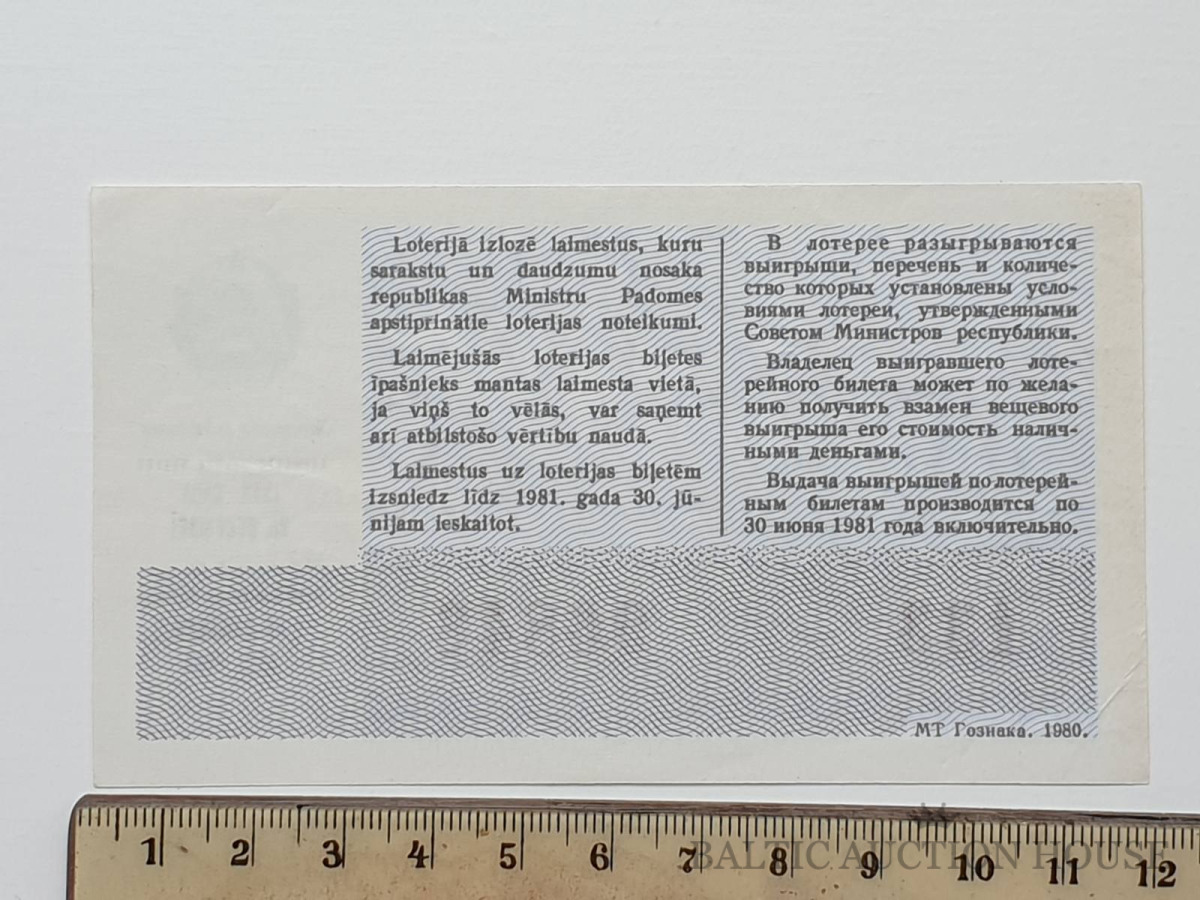 Loterijā izlozē laimestus, kuru
sarakstu un daudzumu nosaka
republikas Ministru Padomes
apstiprinātie loterijas noteikumi.
Laimējušās loterijas biļetes
īpašnieks mantas laimesta vietā,
ja viņš to vēlās, var saņemt
arī atbilstošo vērtību naudā.
Laimestus uz loterijas biļetēm
izsniedz līdz 1981. gada 30. jū-
nijam ieskaitot.
В лотерее разыгрываются
выигрыши, перечень и количе-
ство которых установлены усло-
виями лотереи, утвержденными
Советом Министров республики.
Владелец выигравшего лоте-
рейного билета может по жела-
нию получить взамен вещевого
выигрыша его стоимость налич-
ными деньгами.
Выдача выигрышей по лотерей-
ным билетам производится по
30 июня 1981 года включительно.
МТ Гознака. 1980.
1 2 3 4 5 6 7 8 9 10 11 12
BALTIC AUCTION HOUSE